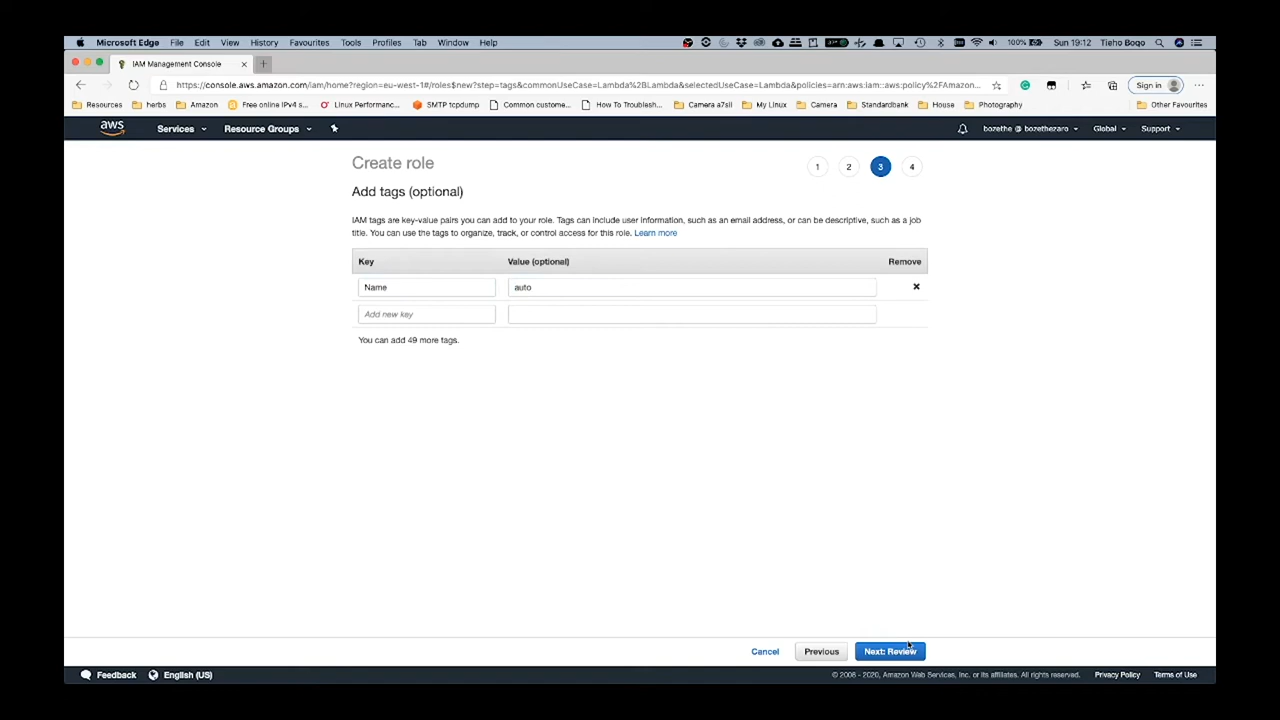 Microsoft Edge File Edit View History Favourites Tools Profiles Tab Window Help 100% Sun 19:12 Tieho Boqo
IAM Management Console
https://console.aws.amazon.com/iam/home?region=eu-west-1#/roles$new?step=tags&commonUseCase=Lambda%2BLambda&selectedUseCase=Lambda&policies=arn:aws:iam::aws:policy%2FAmazon... Sign in
Resources herbs Amazon Free online IPv4 s... Linux Performanc... SMTP tcpdump Common custome... How To Troublesh... Camera a7sii My Linux Camera Standardbank House Photography Other Favourites
aws Services Resource Groups bozethe @ bozethezaro Global Support
Create role 1 2 3 4
Add tags (optional)
IAM tags are key-value pairs you can add to your role. Tags can include user information, such as an email address, or can be descriptive, such as a job
title. You can use the tags to organize, track, or control access for this role. Learn more
Key Value (optional) Remove
Name auto
Add new key
You can add 49 more tags.
Cancel Previous Next: Review
Feedback English (US) © 2008 - 2020, Amazon Web Services, Inc. or its affiliates. All rights reserved. Privacy Policy Terms of Use